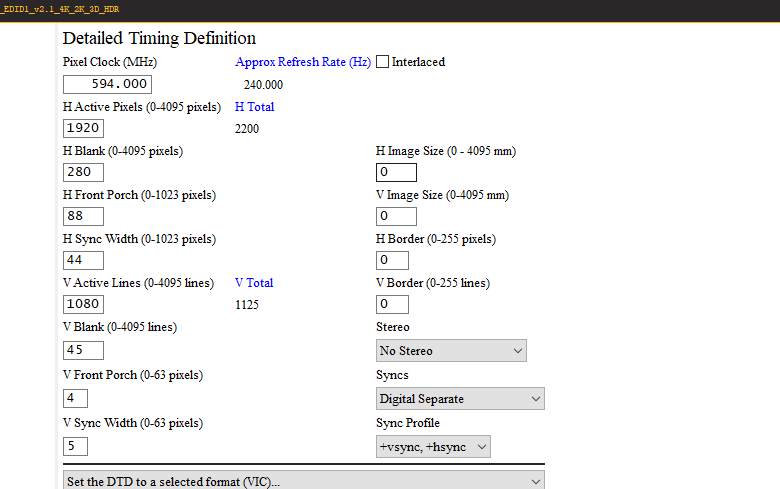 _EDID1_v2.1_4K_2K_3D_HDR
Detailed Timing Definition
Pixel Clock (MHz) Approx Refresh Rate (Hz) Interlaced
594.000 240.000
H Active Pixels (0-4095 pixels) H Total
1920 2200
H Blank (0-4095 pixels) H Image Size (0 - 4095 mm)
280 0
H Front Porch (0-1023 pixels) V Image Size (0-4095 mm)
88 0
H Sync Width (0-1023 pixels) H Border (0-255 pixels)
44 0
V Active Lines (0-4095 lines) V Total V Border (0-255 lines)
1080 1125 0
V Blank (0-4095 lines) Stereo
45 No Stereo
V Front Porch (0-63 pixels) Syncs
4 Digital Separate
V Sync Width (0-63 pixels) Sync Profile
5 +vsync, +hsync
Set the DTD to a selected format (VIC)...